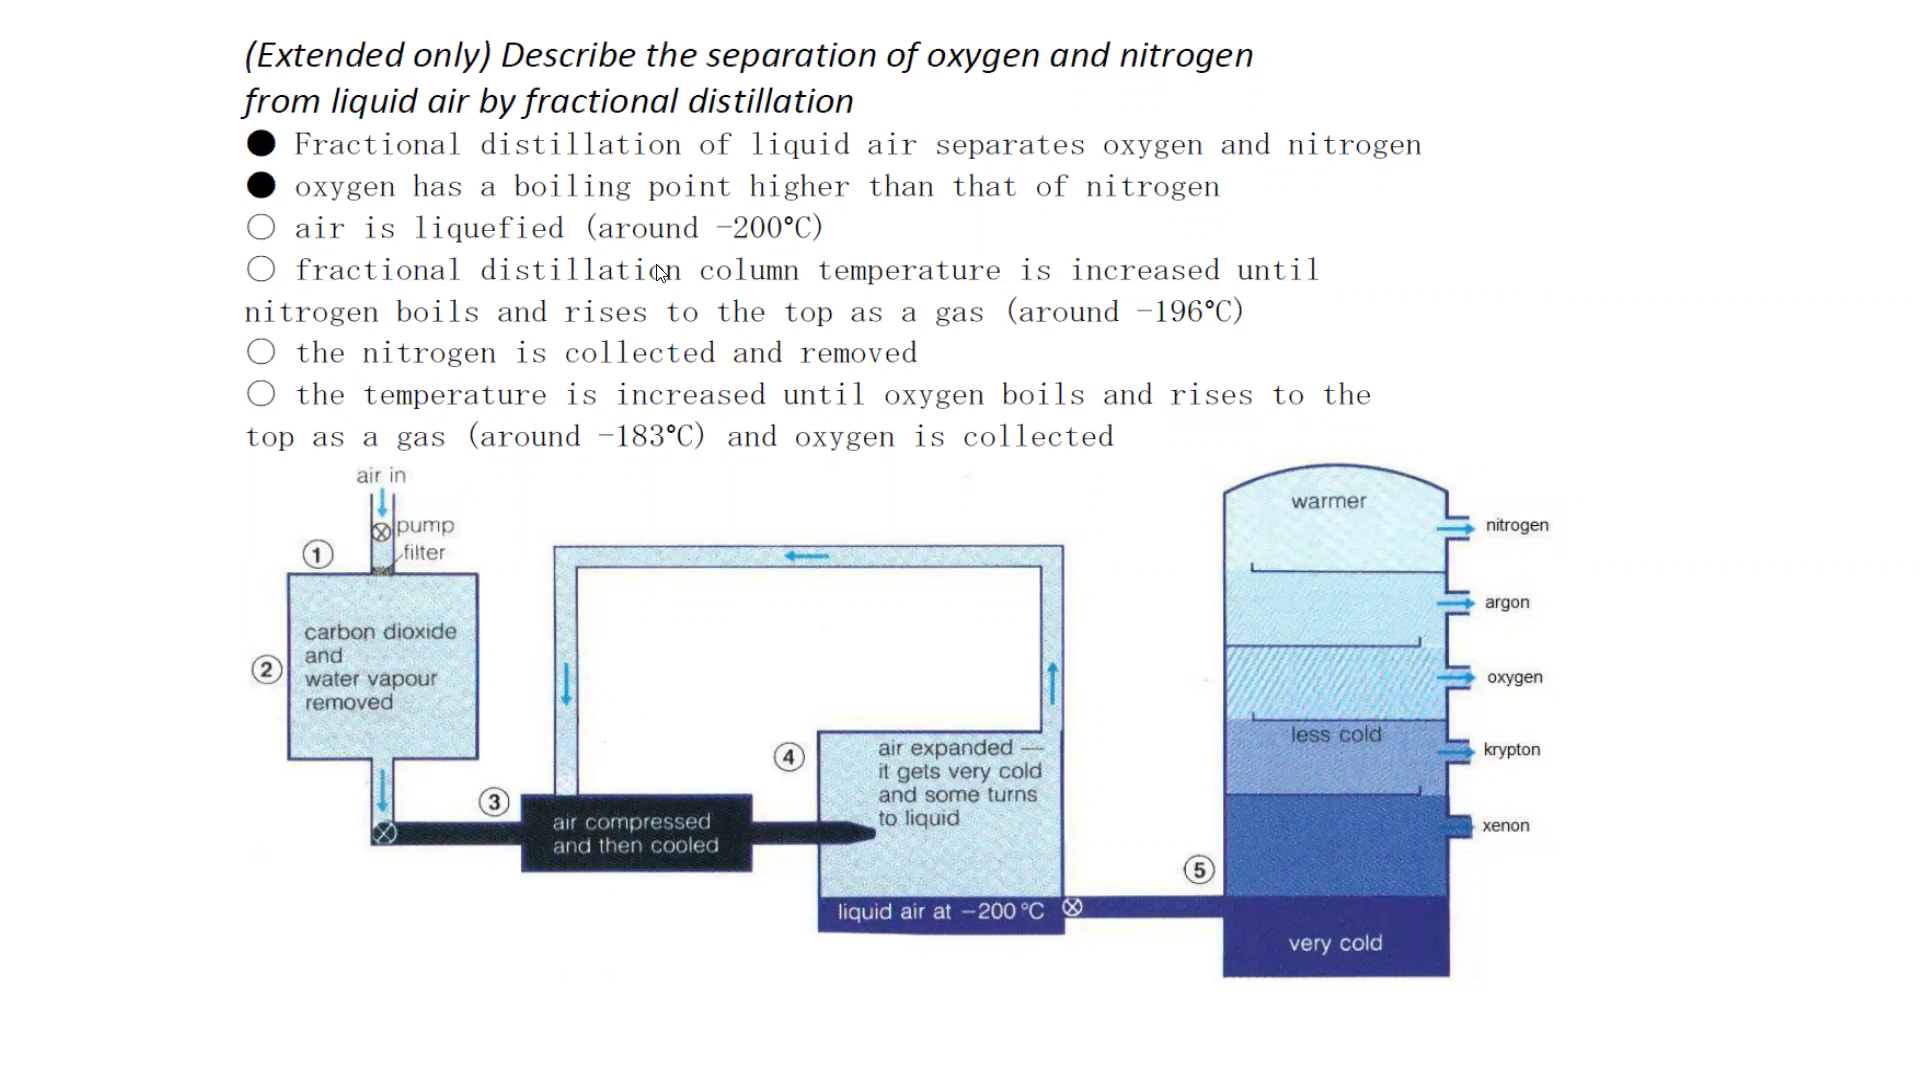 (Extended only) Describe the separation of oxygen and nitrogen
from liquid air by fractional distillation
● Fractional distillation of liquid air separates oxygen and nitrogen
● oxygen has a boiling point higher than that of nitrogen
○ air is liquefied (around −200°C)
○ fractional distillation column temperature is increased until
nitrogen boils and rises to the top as a gas (around −196°C)
○ the nitrogen is collected and removed
○ the temperature is increased until oxygen boils and rises to the
top as a gas (around −183°C) and oxygen is collected
air in
pump
filter
1
carbon dioxide
and
water vapour
removed
2
3
air compressed
and then cooled
4
air expanded —
it gets very cold
and some turns
to liquid
liquid air at −200 °C
5
warmer
less cold
very cold
nitrogen
argon
oxygen
krypton
xenon